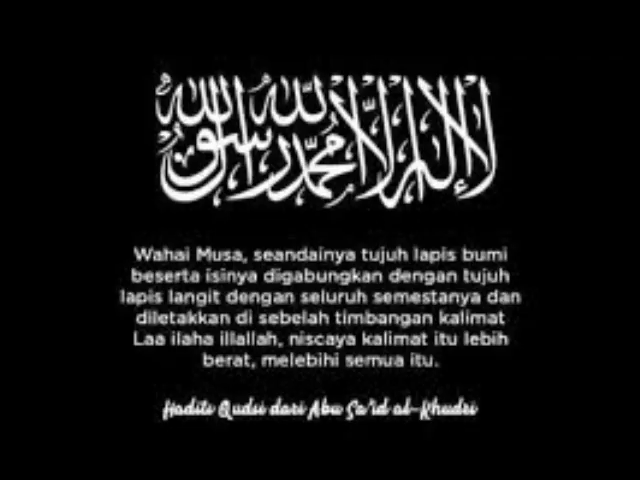 لا إله إلا الله محمد رسول الله
Wahai Musa, seandainya tujuh lapis bumi
beserta isinya digabungkan dengan tujuh
lapis langit dengan seluruh semestanya dan
diletakkan di sebelah timbangan kalimat
Laa ilaha illallah, niscaya kalimat itu lebih
berat, melebihi semua itu.
Hadits Qudsi dari Abu Sa'id al-Khudri